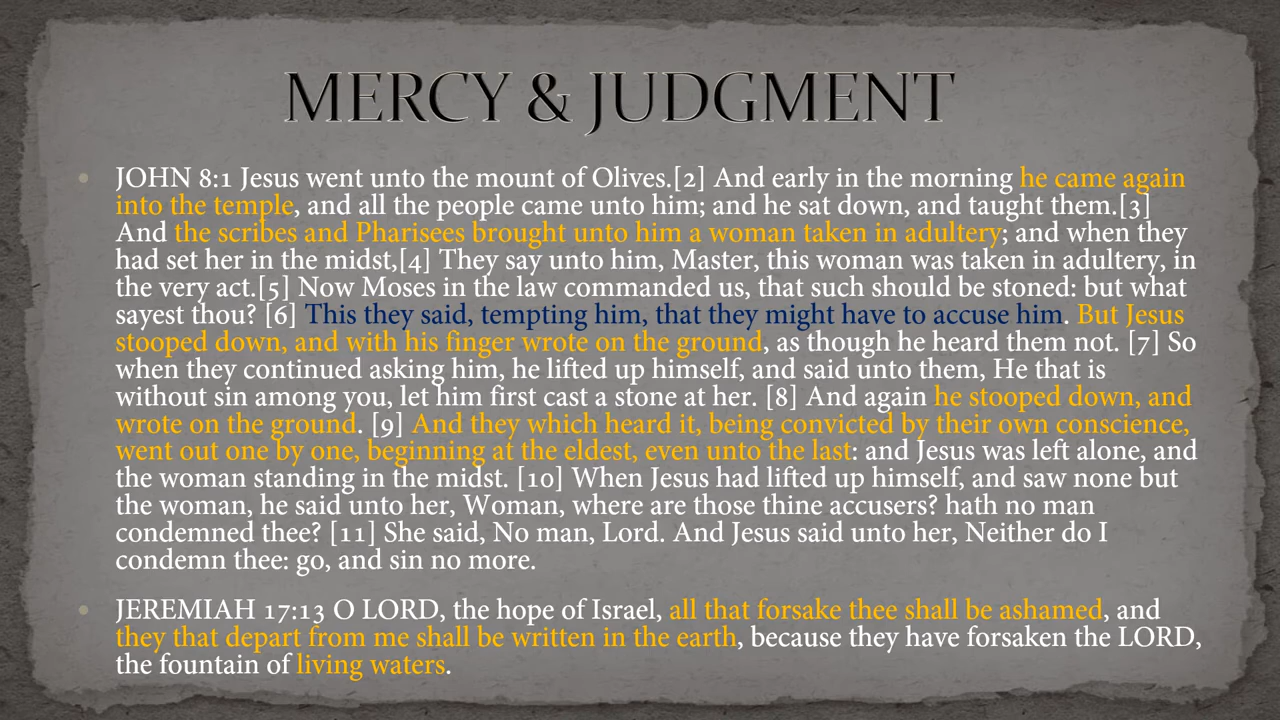 MERCY & JUDGMENT
• JOHN 8:1 Jesus went unto the mount of Olives.[2] And early in the morning he came again
into the temple, and all the people came unto him; and he sat down, and taught them.[3]
And the scribes and Pharisees brought unto him a woman taken in adultery; and when they
had set her in the midst,[4] They say unto him, Master, this woman was taken in adultery, in
the very act.[5] Now Moses in the law commanded us, that such should be stoned: but what
sayest thou? [6] This they said, tempting him, that they might have to accuse him. But Jesus
stooped down, and with his finger wrote on the ground, as though he heard them not. [7] So
when they continued asking him, he lifted up himself, and said unto them, He that is
without sin among you, let him first cast a stone at her. [8] And again he stooped down, and
wrote on the ground. [9] And they which heard it, being convicted by their own conscience,
went out one by one, beginning at the eldest, even unto the last: and Jesus was left alone, and
the woman standing in the midst. [10] When Jesus had lifted up himself, and saw none but
the woman, he said unto her, Woman, where are those thine accusers? hath no man
condemned thee? [11] She said, No man, Lord. And Jesus said unto her, Neither do I
condemn thee: go, and sin no more.
• JEREMIAH 17:13 O LORD, the hope of Israel, all that forsake thee shall be ashamed, and
they that depart from me shall be written in the earth, because they have forsaken the LORD,
the fountain of living waters.